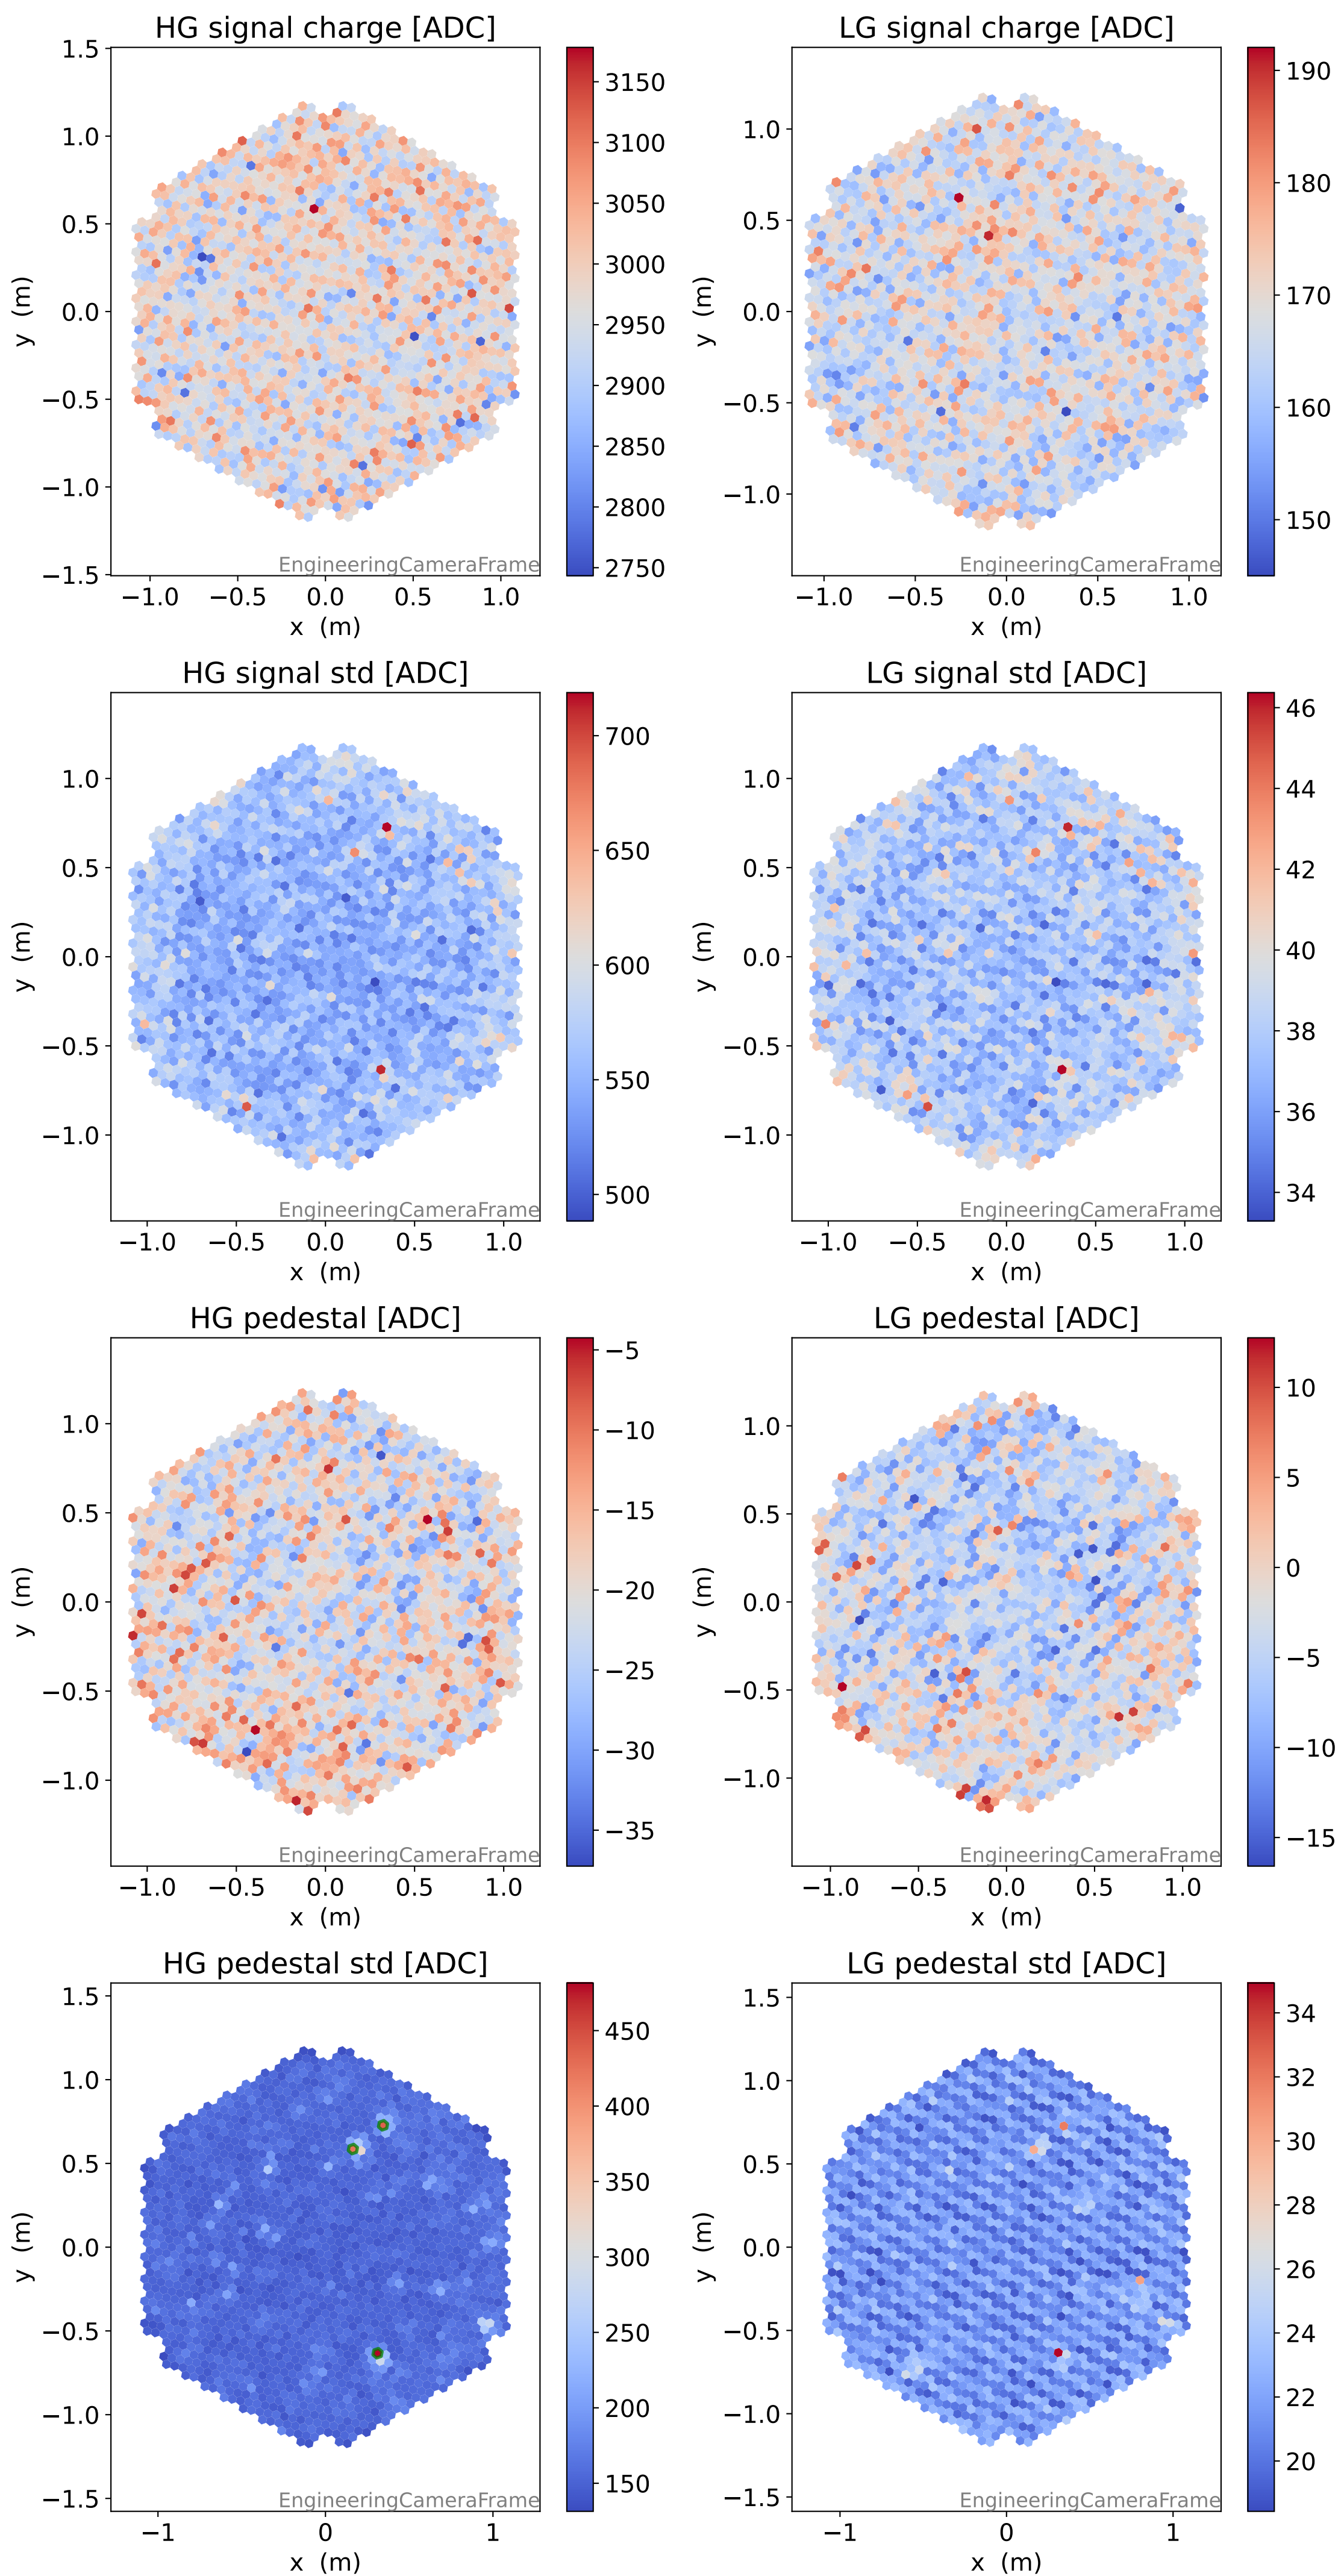 HG signal charge [ADC]
LG signal charge [ADC]
1.5
1.0
0.5
0.0
−0.5
−1.0
−1.5
y (m)
−1.0 −0.5 0.0 0.5 1.0
x (m)
EngineeringCameraFrame
3150
3100
3050
3000
2950
2900
2850
2800
2750
1.0
0.5
0.0
−0.5
−1.0
y (m)
−1.0 −0.5 0.0 0.5 1.0
x (m)
EngineeringCameraFrame
190
180
170
160
150
HG signal std [ADC]
LG signal std [ADC]
1.0
0.5
0.0
−0.5
−1.0
y (m)
−1.0 −0.5 0.0 0.5 1.0
x (m)
EngineeringCameraFrame
700
650
600
550
500
1.0
0.5
0.0
−0.5
−1.0
y (m)
−1.0 −0.5 0.0 0.5 1.0
x (m)
EngineeringCameraFrame
46
44
42
40
38
36
34
HG pedestal [ADC]
LG pedestal [ADC]
1.0
0.5
0.0
−0.5
−1.0
y (m)
−1.0 −0.5 0.0 0.5 1.0
x (m)
EngineeringCameraFrame
−5
−10
−15
−20
−25
−30
−35
1.0
0.5
0.0
−0.5
−1.0
y (m)
−1.0 −0.5 0.0 0.5 1.0
x (m)
EngineeringCameraFrame
10
5
0
−5
−10
−15
HG pedestal std [ADC]
LG pedestal std [ADC]
1.5
1.0
0.5
0.0
−0.5
−1.0
−1.5
y (m)
−1 0 1
x (m)
EngineeringCameraFrame
450
400
350
300
250
200
150
1.5
1.0
0.5
0.0
−0.5
−1.0
−1.5
y (m)
−1 0 1
x (m)
EngineeringCameraFrame
34
32
30
28
26
24
22
20